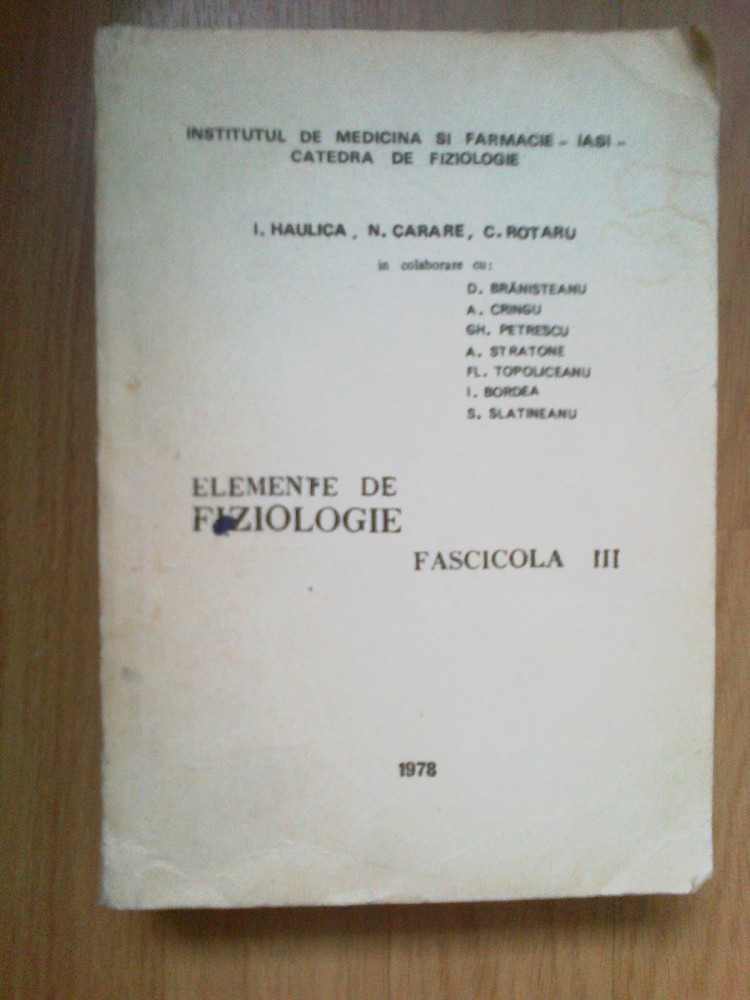 INSTITUTUL DE MEDICINA SI FARMACIE - IASI -
CATEDRA DE FIZIOLOGIE
I. HAULICA, N. CARARE, C. ROTARU
in colaborare cu:
D. BRĂNISTEANU
A. CRINGU
GH. PETRESCU
A. STRATONE
FL. TOPOLICEANU
I. BORDEA
S. SLATINEANU
ELEMENTE DE
FIZIOLOGIE
FASCICOLA III
1978